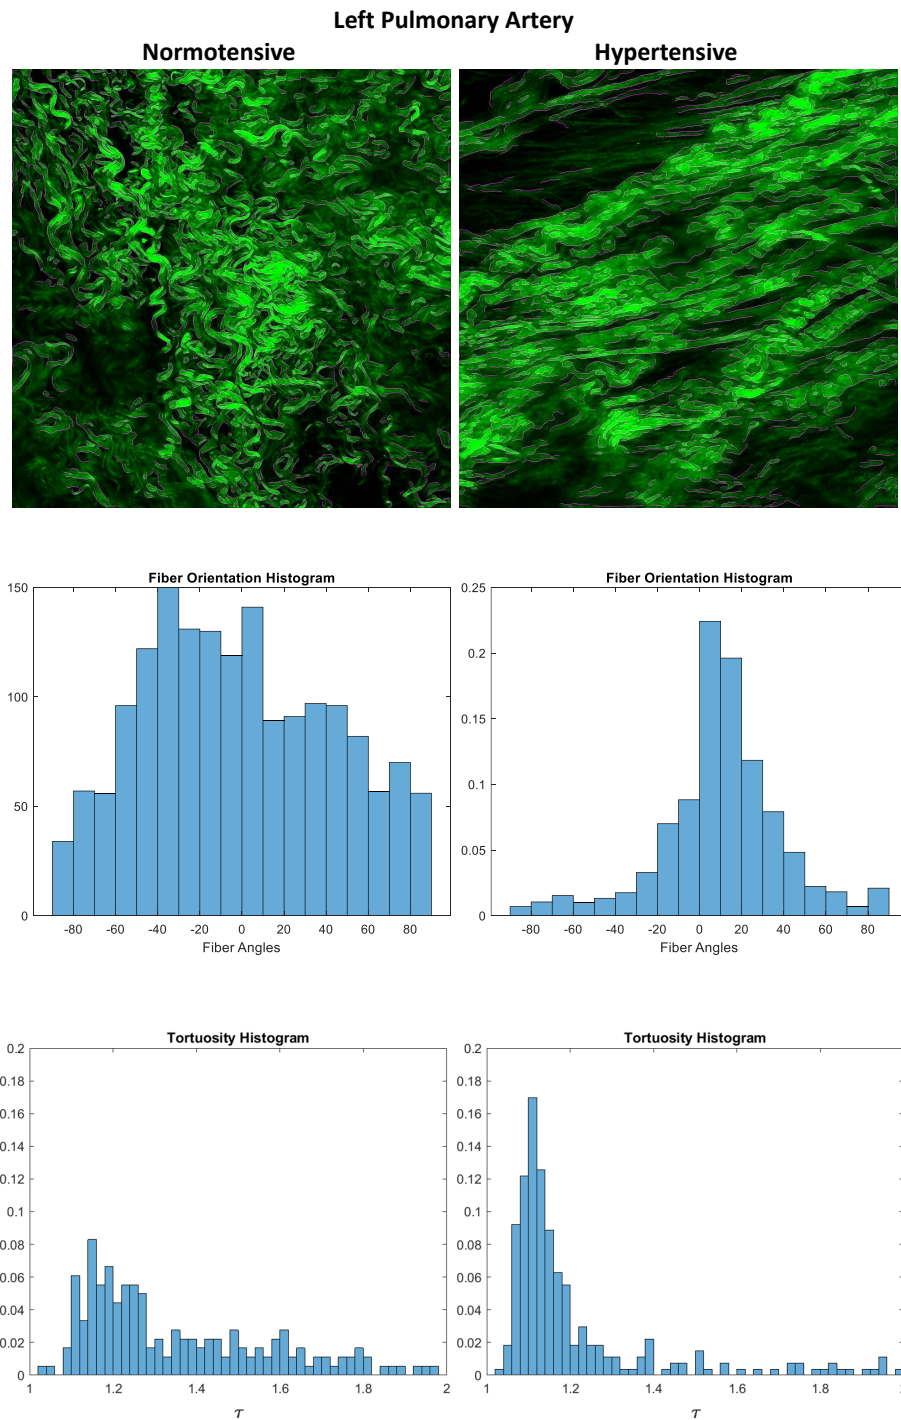 Left Pulmonary Artery
Normotensive
Hypertensive
Fiber Orientation Histogram
150
100
50
0
-80 -60 -40 -20 0 20 40 60 80
Fiber Angles
Fiber Orientation Histogram
0.25
0.2
0.15
0.1
0.05
0
-80 -60 -40 -20 0 20 40 60 80
Fiber Angles
Tortuosity Histogram
0.2
0.18
0.16
0.14
0.12
0.1
0.08
0.06
0.04
0.02
0
1 1.2 1.4 1.6 1.8 2
τ
Tortuosity Histogram
0.2
0.18
0.16
0.14
0.12
0.1
0.08
0.06
0.04
0.02
0
1 1.2 1.4 1.6 1.8
τ